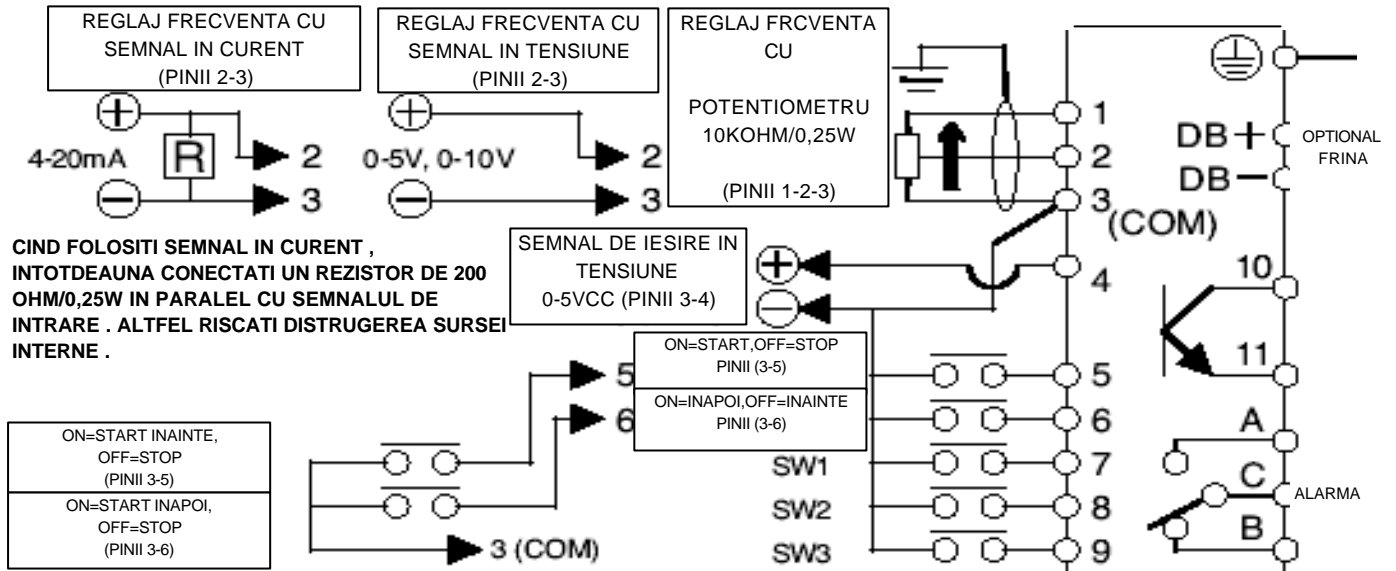 REGLAJ FRECVENTA CU
SEMNAL IN CURENT
(PINII 2-3)
REGLAJ FRECVENTA CU
SEMNAL IN TENSIUNE
(PINII 2-3)
REGLAJ FRCVENTA
CU
POTENTIOMETRU
10KOHM/0,25W
(PINII 1-2-3)
4-20mA
R
2
3
0-5V, 0-10V
2
3
1
2
3
(COM)
DB+
DB-
OPTIONAL
FRINA
CIND FOLOSITI SEMNAL IN CURENT ,
INTOTDEAUNA CONECTATI UN REZISTOR DE 200
OHM/0,25W IN PARALEL CU SEMNALUL DE
INTRARE . ALTFEL RISCATI DISTRUGEREA SURSEI
INTERNE .
SEMNAL DE IESIRE IN
TENSIUNE
0-5VCC (PINII 3-4)
4
10
11
ON=START,OFF=STOP
PINII (3-5)
ON=INAPOI,OFF=INAINTE
PINII (3-6)
5
6
5
6
SW1
7
SW2
8
SW3
9
A
C
B
ALARMA
ON=START INAINTE,
OFF=STOP
(PINII 3-5)
ON=START INAPOI,
OFF=STOP
(PINII 3-6)
3 (COM)